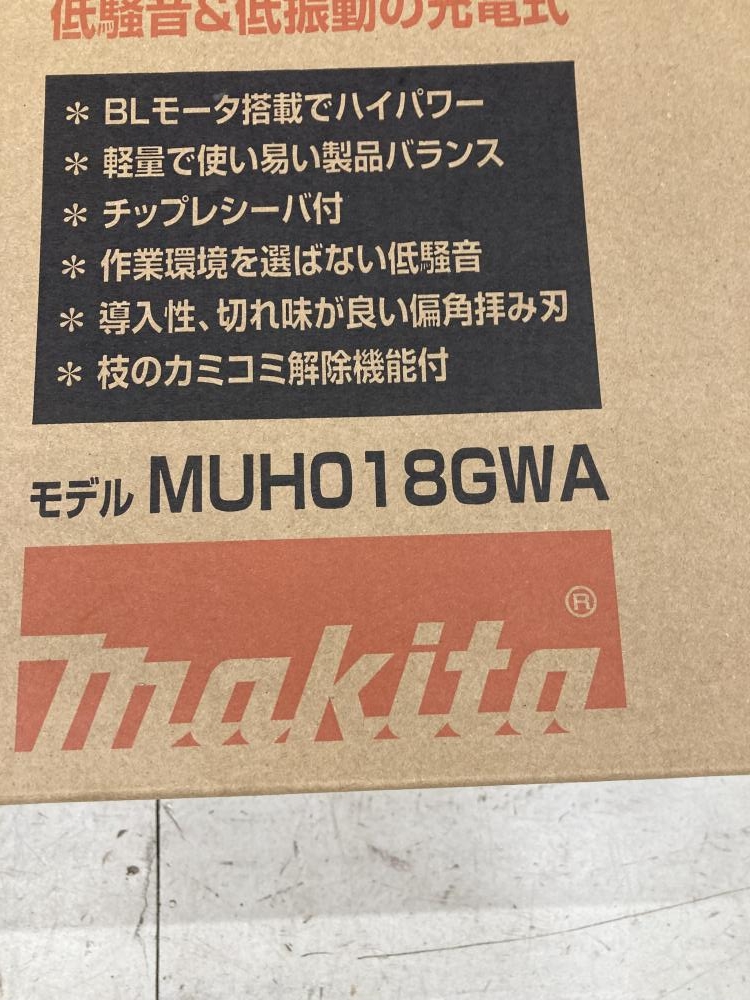 低騒音&低振動の充電式
* BLモータ搭載でハイパワー
* 軽量で使い易い製品バランス
* チップレシーバ付
* 作業環境を選ばない低騒音
* 導入性、切れ味が良い偏角拝み刃
* 枝のカミコミ解除機能付
モデル MUH018GWA
makita®